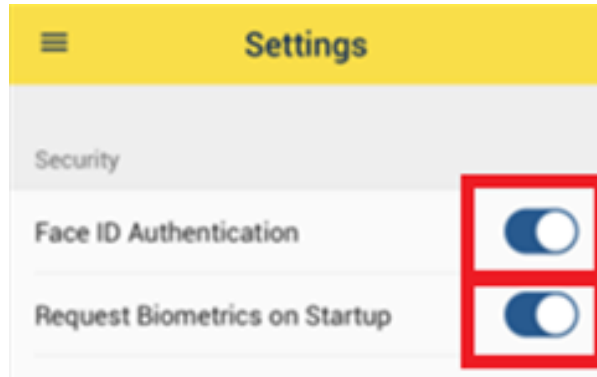 Settings
Security
Face ID Authentication
Request Biometrics on Startup